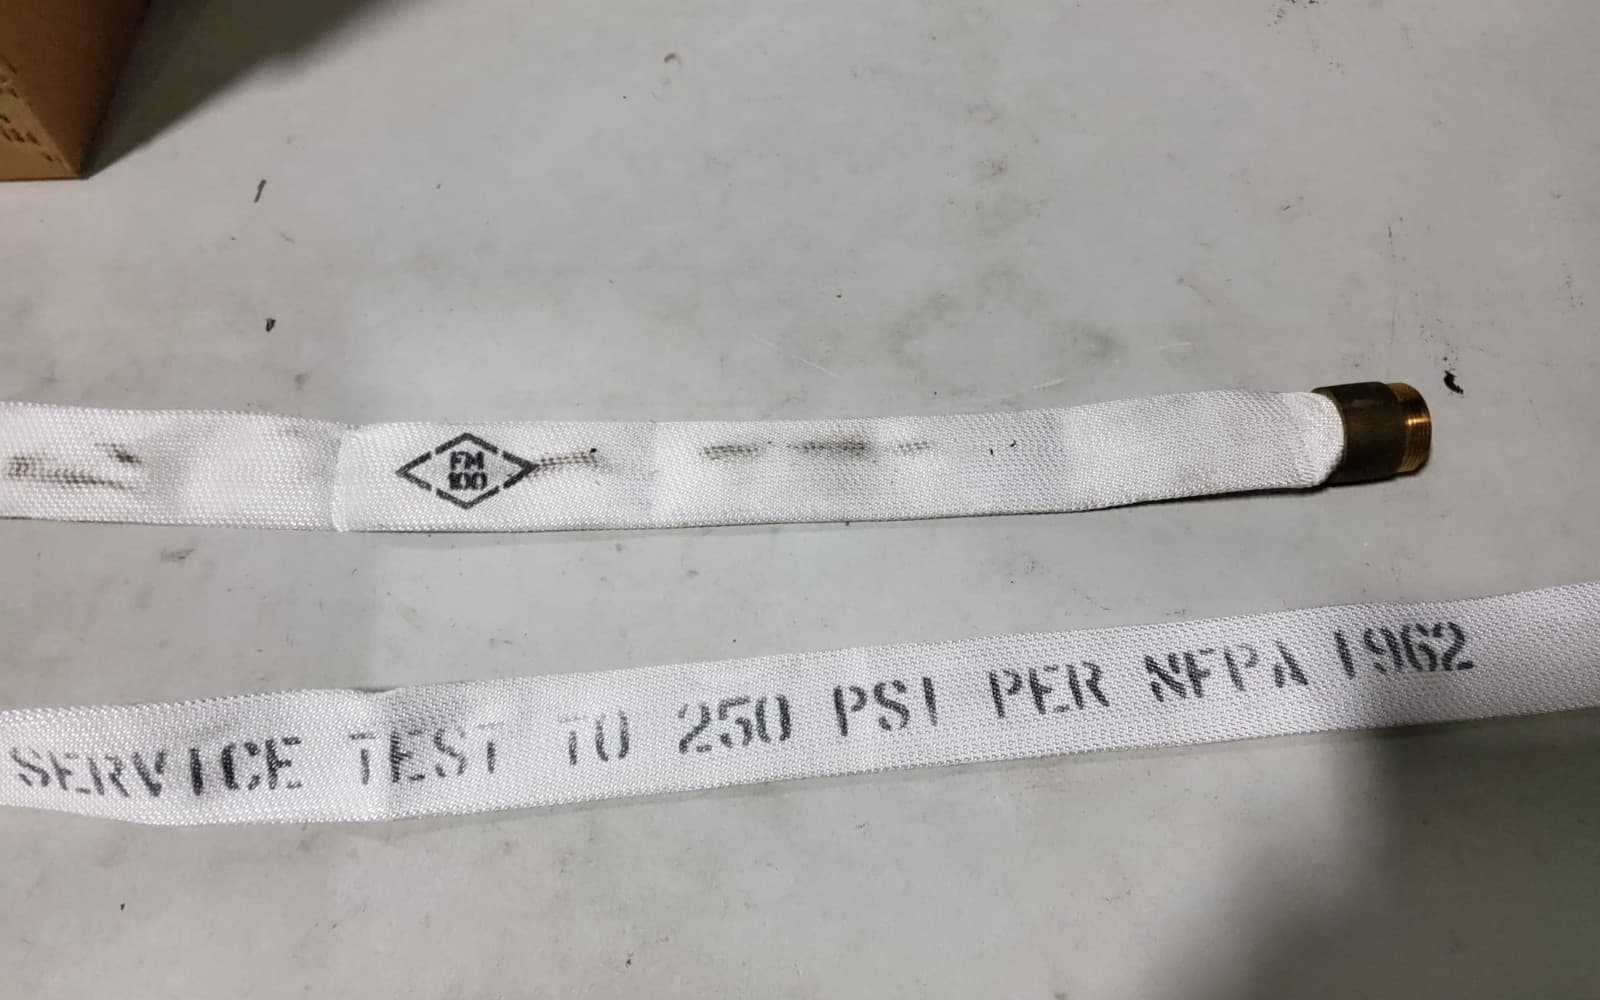 FM
100
SERVICE TEST TO 250 PSI PER NFPA 1962